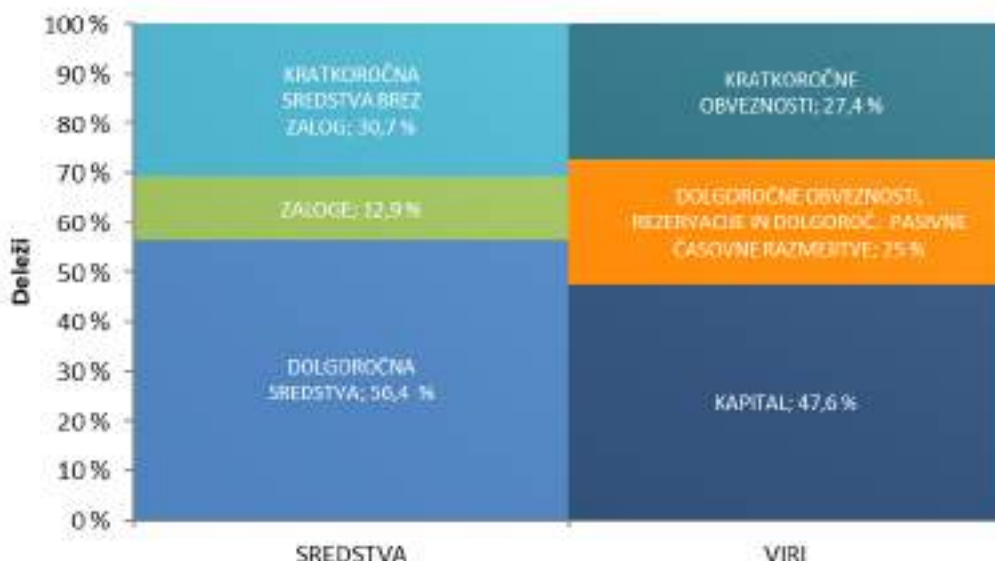 100 %
90 %
80 %
70 %
60 %
50 %
40 %
30 %
20 %
10 %
0 %
Deleži
KRATKOROČNA
SREDSTVA BREZ
ZALOG; 30,7 %
ZALOGE; 12,9 %
DOLGOROČNA
SREDSTVA; 56,4 %
KRATKOROČNE
OBVEZNOSTI; 27,4 %
DOLGOROČNE OBVEZNOSTI,
REZERVACIJE IN DOLGOROČ. PASIVNE
ČASOVNE RAZMEJITVE; 25 %
KAPITAL; 47,6 %
SREDSTVA
VIRI